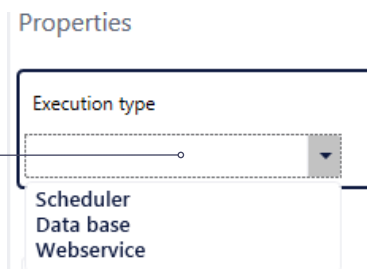 Properties
Execution type
Scheduler
Data base
Webservice